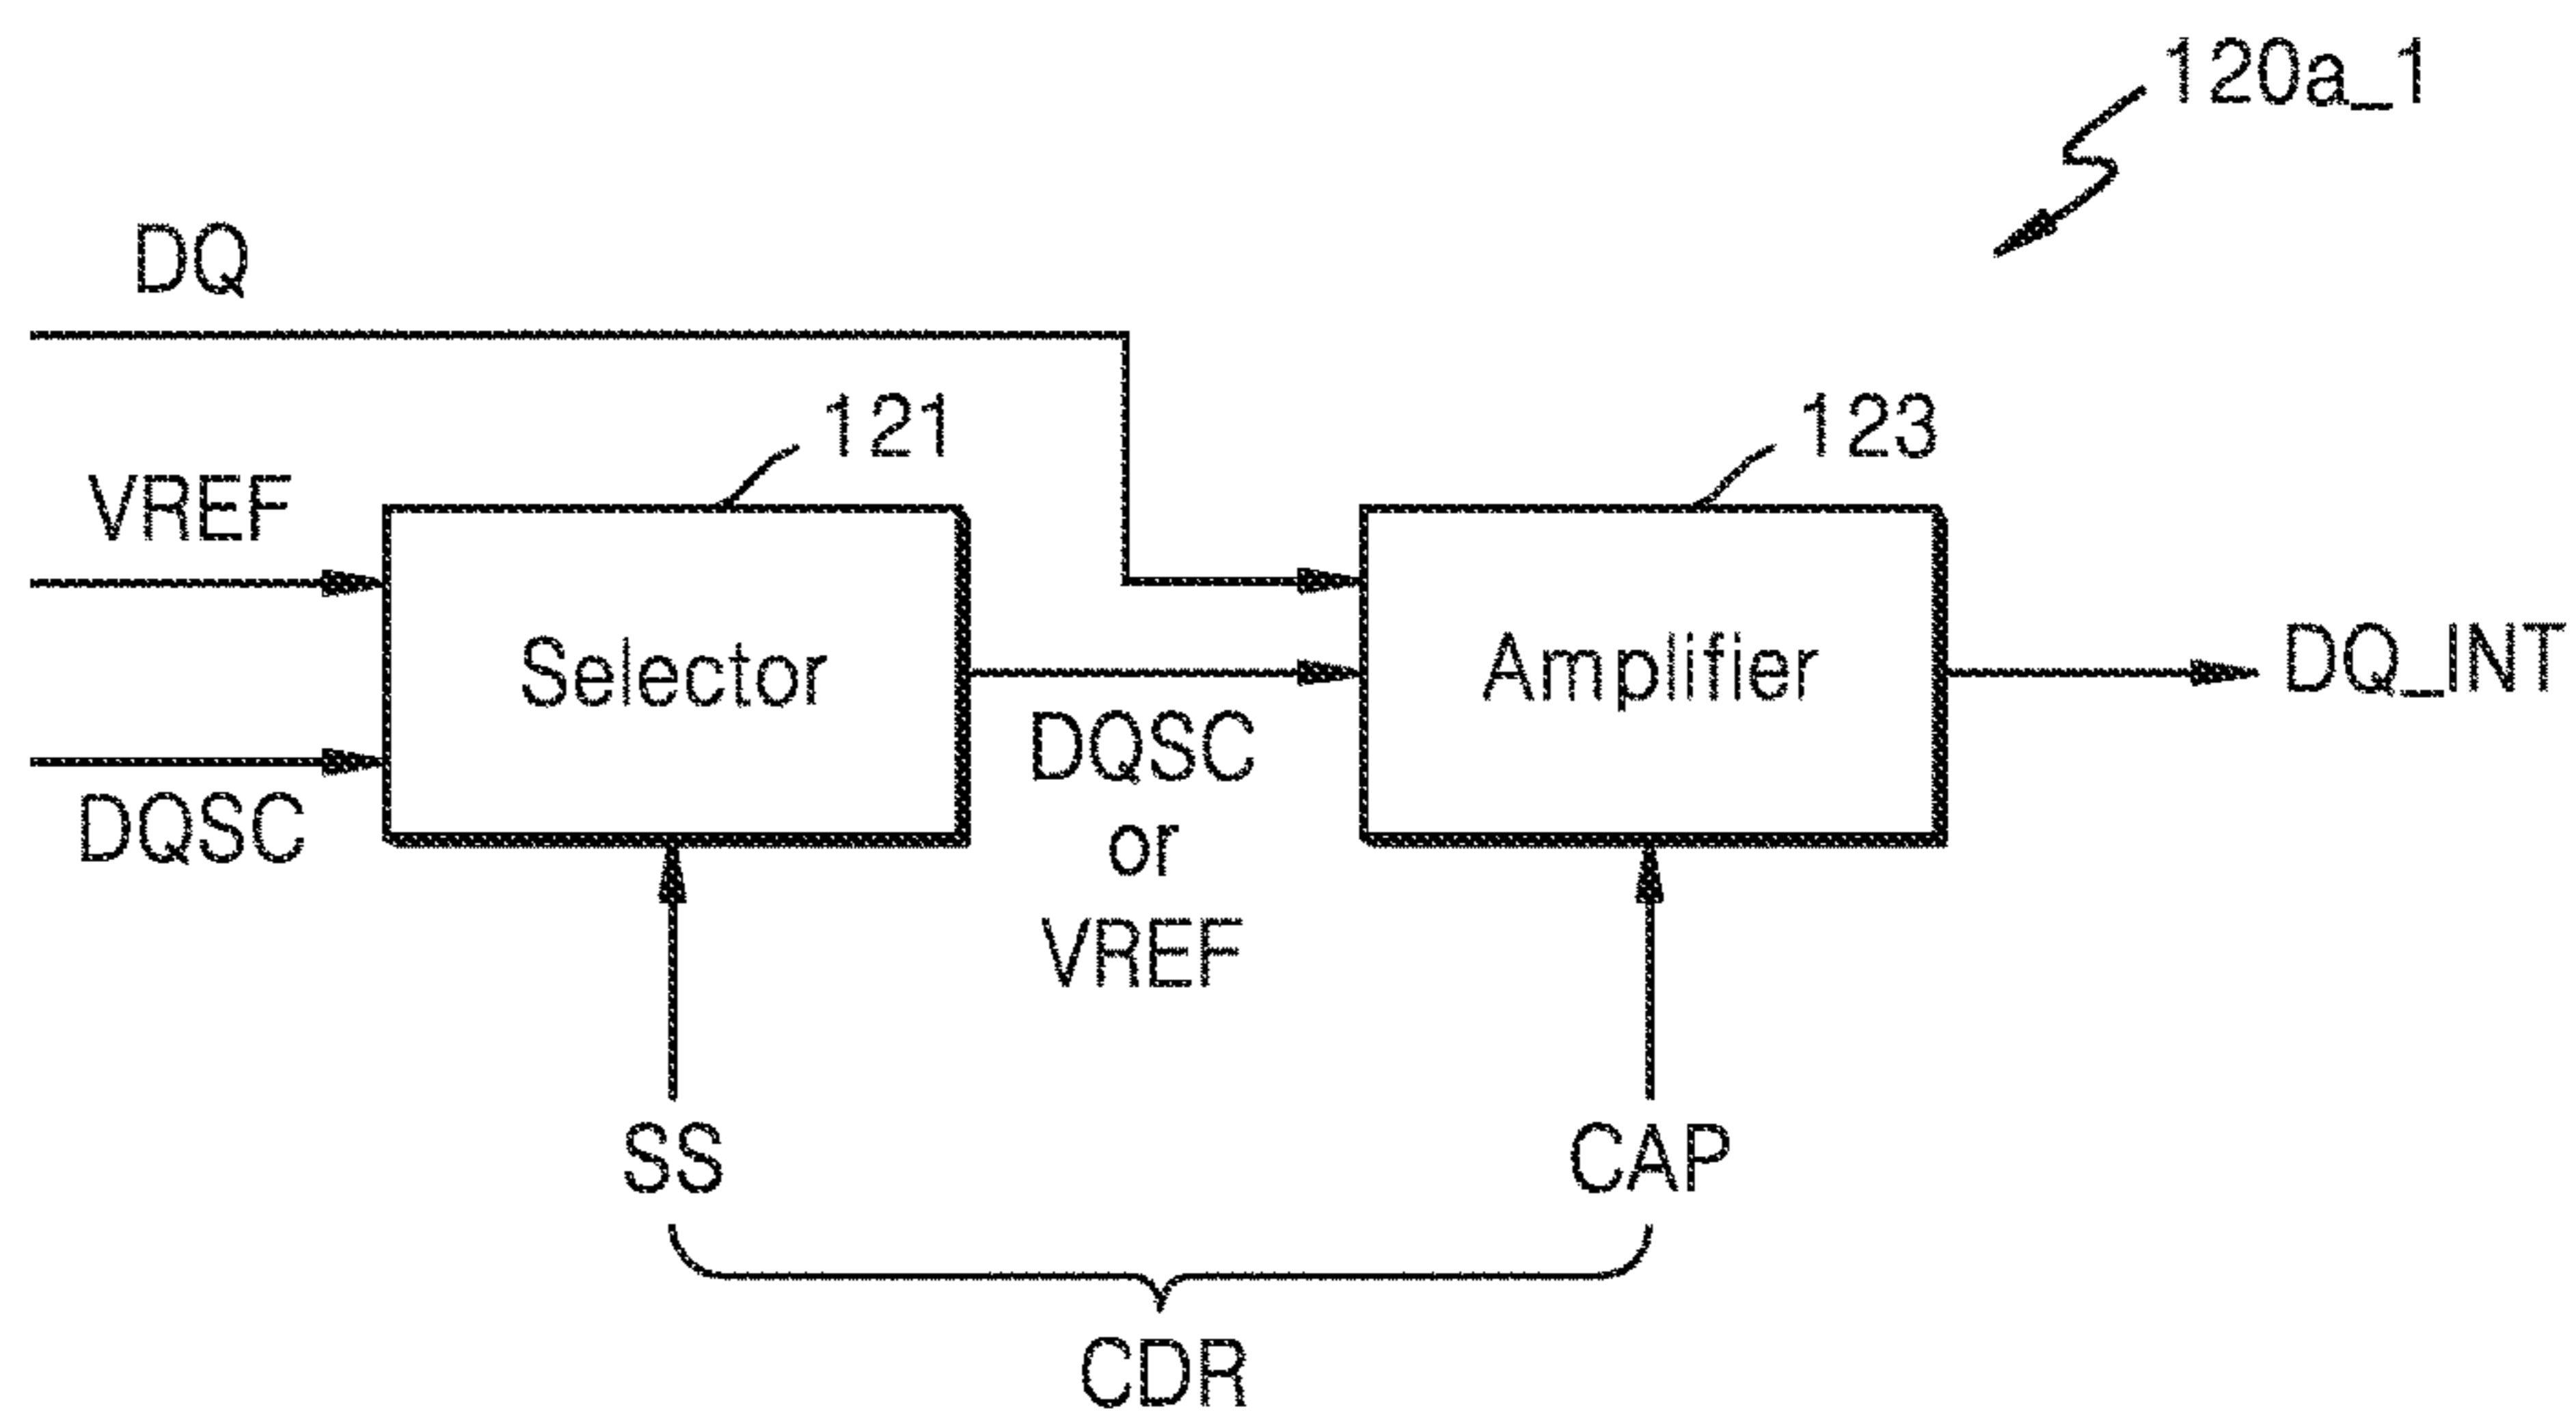 120a_1
DQ
121
123
VREF
Selector
Amplifier
DQ_INT
DQSC
DQSC
or
VREF
SS
CAP
CDR